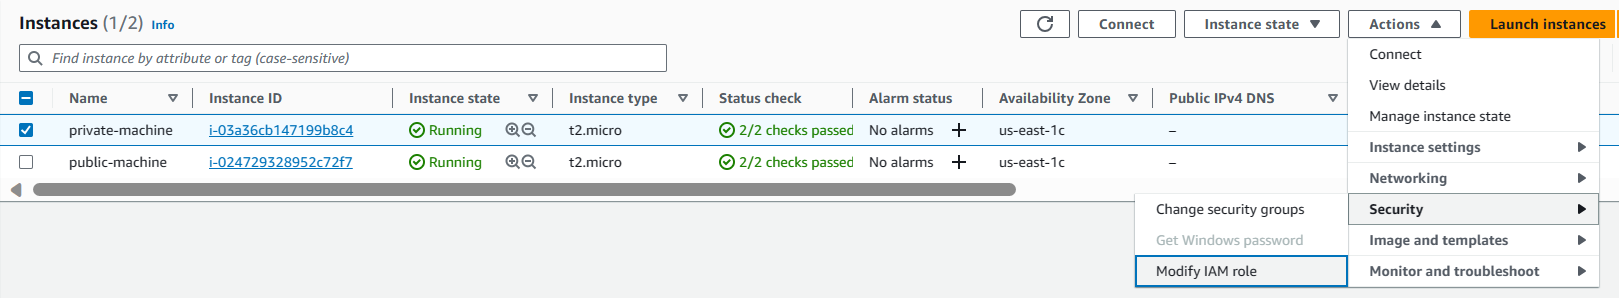 Instances (1/2) Info
Connect
Instance state
Actions
Launch instances
Find instance by attribute or tag (case-sensitive)
Name Instance ID Instance state Instance type Status check Alarm status Availability Zone Public IPv4 DNS
private-machine i-03a36cb147199b8c4 Running t2.micro 2/2 checks passed No alarms + us-east-1c –
public-machine i-024729328952c72f7 Running t2.micro 2/2 checks passed No alarms + us-east-1c –
Connect
View details
Manage instance state
Instance settings
Networking
Security
Image and templates
Monitor and troubleshoot
Change security groups
Get Windows password
Modify IAM role